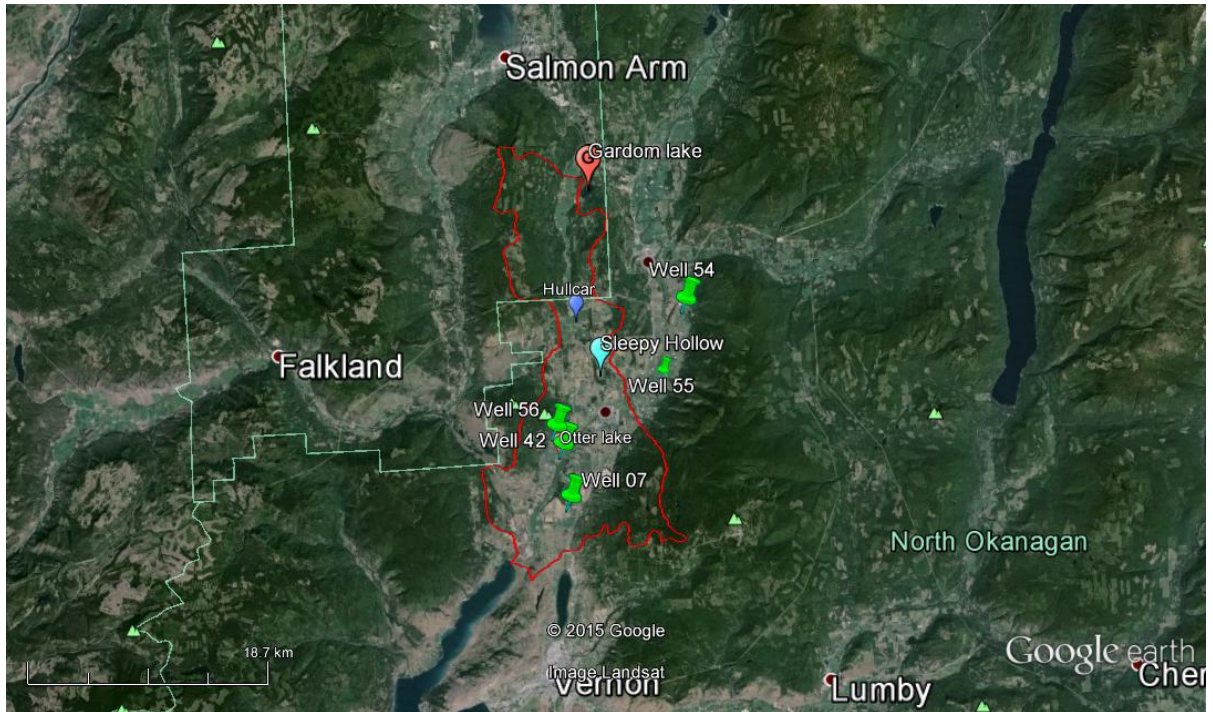 Salmon Arm
Gardom lake
Well 54
Hullcar
Sleepy Hollow
Falkland
Well 55
Well 56
Well 42
Otter lake
Well 07
North Okanagan
© 2015 Google
18.7 km
Google earth
Image Landsat
Cher
Vernon
Lumby